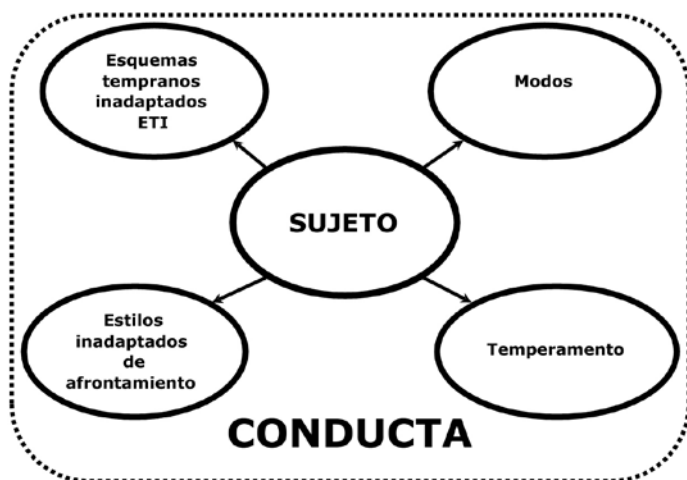 Esquemas
tempranos
inadaptados
ETI
Modos
SUJETO
Estilos
inadaptados
de
afrontamiento
Temperamento
CONDUCTA